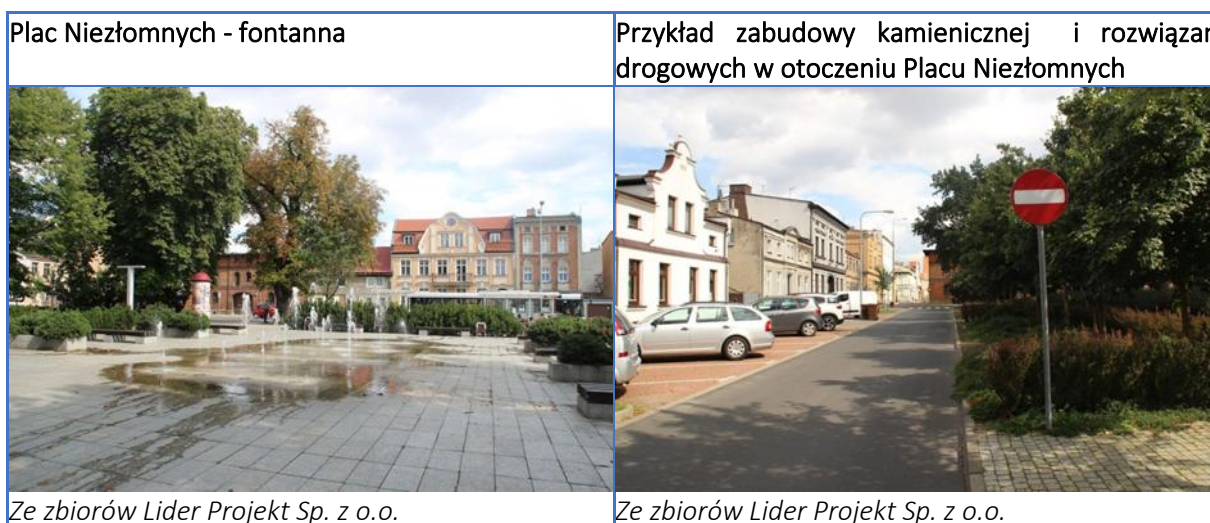 Plac Niezłomnych - fontanna
Przykład zabudowy kamienicznej i rozwiązań
drogowych w otoczeniu Placu Niezłomnych
Ze zbiorów Lider Projekt Sp. z o.o.
Ze zbiorów Lider Projekt Sp. z o.o.